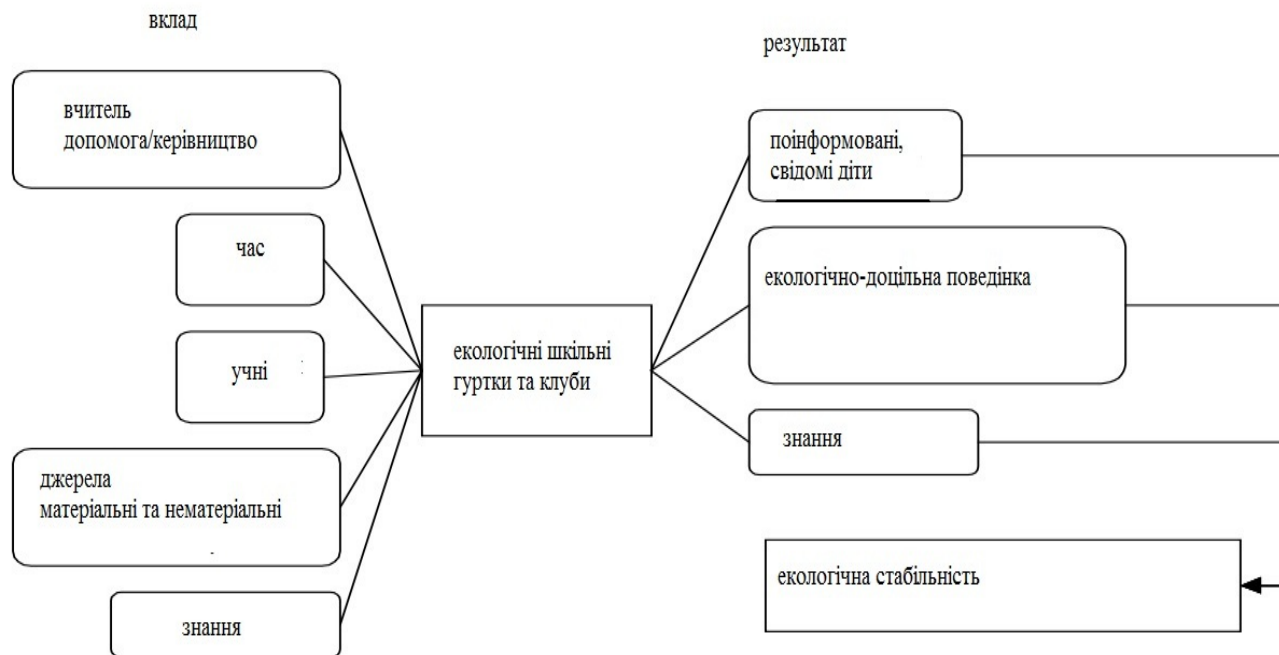 вклад
вчитель
допомога/керівництво
час
учні
джерела
матеріальні та нематеріальні
знання
екологічні шкільні
гуртки та клуби
результат
поінформовані,
свідомі діти
екологічно-доцільна поведінка
знання
екологічна стабільність